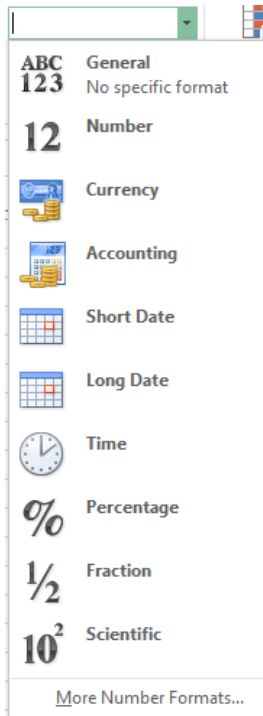 ABC
123
General
No specific format
12
Number
Currency
123
Accounting
Short Date
Long Date
Time
%
Percentage
1/2
Fraction
10²
Scientific
More Number Formats...